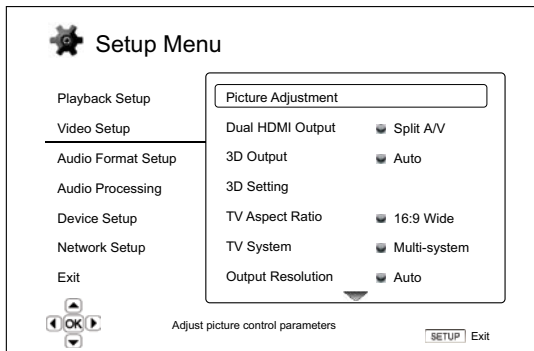 Setup Menu
Playback Setup
Video Setup
Audio Format Setup
Audio Processing
Device Setup
Network Setup
Exit
Picture Adjustment
Dual HDMI Output Split A/V
3D Output Auto
3D Setting
TV Aspect Ratio 16:9 Wide
TV System Multi-system
Output Resolution Auto
OK
Adjust picture control parameters
SETUP Exit